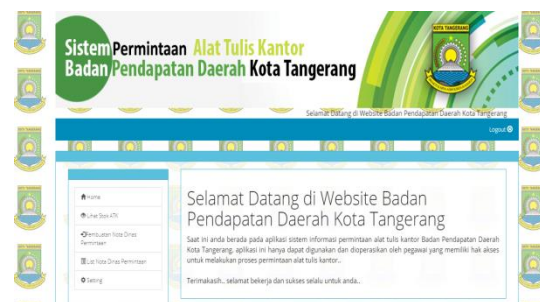 Sistem Permintaan Alat Tulis Kantor
Badan Pendapatan Daerah Kota Tangerang
KOTA TANGERANG
Selamat Datang di Website Badan Pendapatan Daerah Kota Tangerang
Logout
Home
Lihat Stok ATK
Pembuatan Nota Dinas
Permintaan
List Nota Dinas Permintaan
Setting
Selamat Datang di Website Badan
Pendapatan Daerah Kota Tangerang
Saat ini anda berada pada aplikasi sistem informasi permintaan alat tulis kantor Badan Pendapatan Daerah
Kota Tangerang, aplikasi ini hanya dapat digunakan dan dioperasikan oleh pegawai yang memiliki hak akses
untuk melakukan proses permintaan alat tulis kantor..
Terimakasih.. selamat bekerja dan sukses selalu untuk anda..